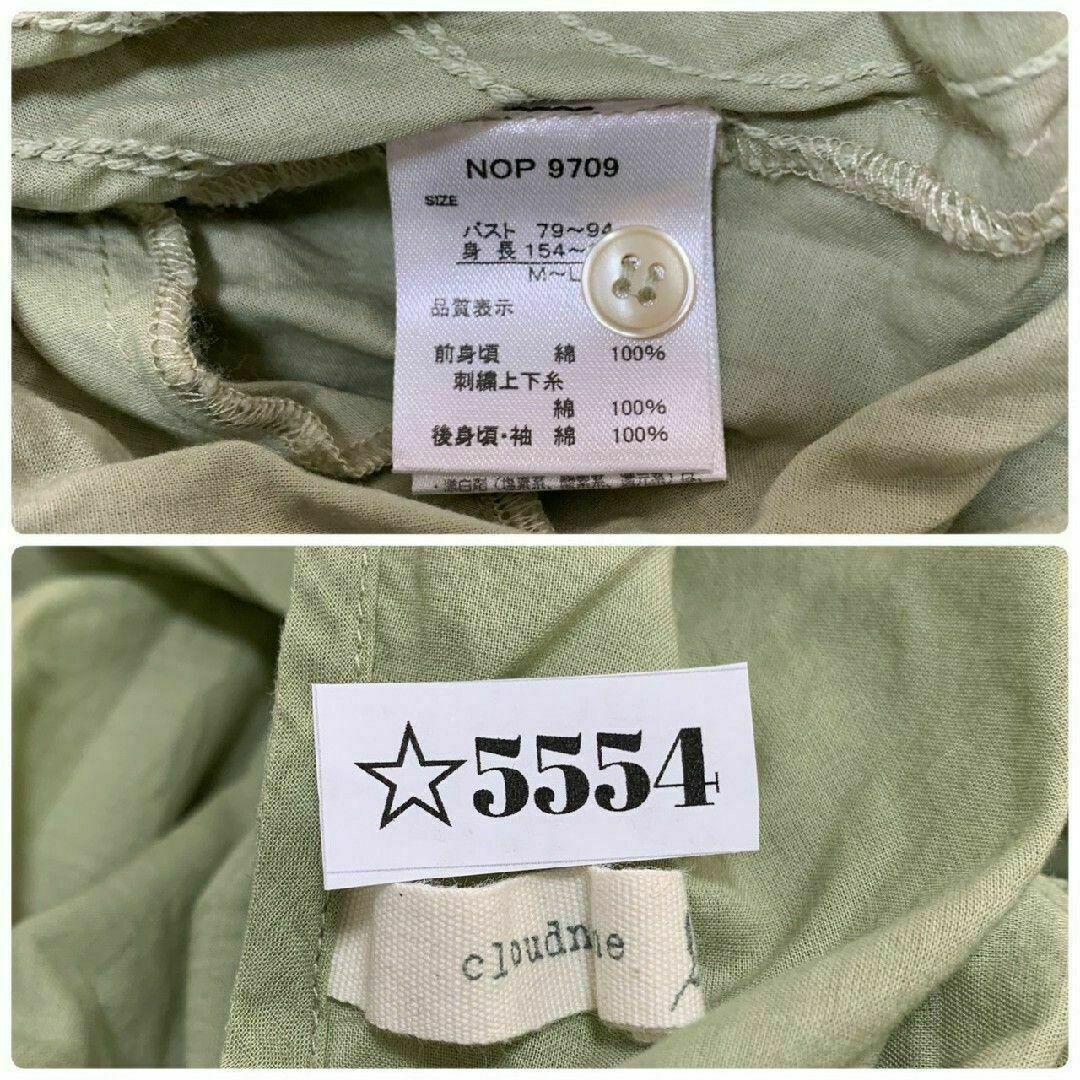 NOP 9709
SIZE
バスト 79～94
身長 154～
M～L
品質表示
前身頃 綿 100%
刺繍上下糸
綿 100%
後身頃・袖 綿 100%
☆5554